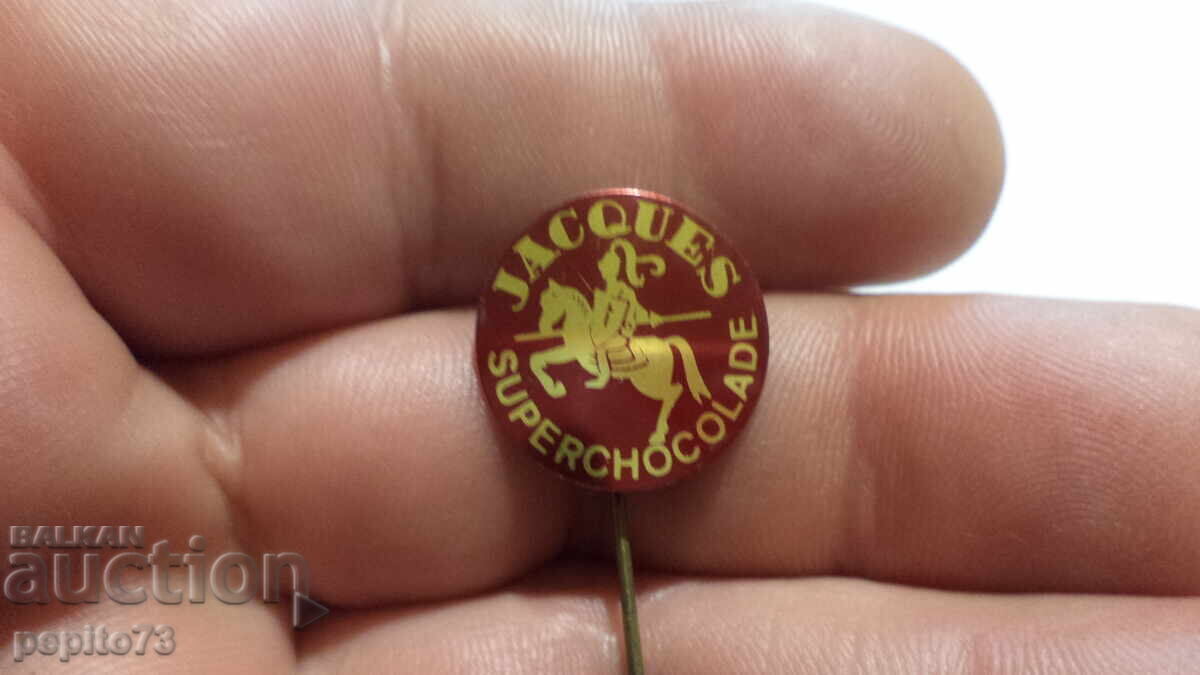 JACQUES
SUPERCHOCOLADE
BALKAN
auction
pepito73